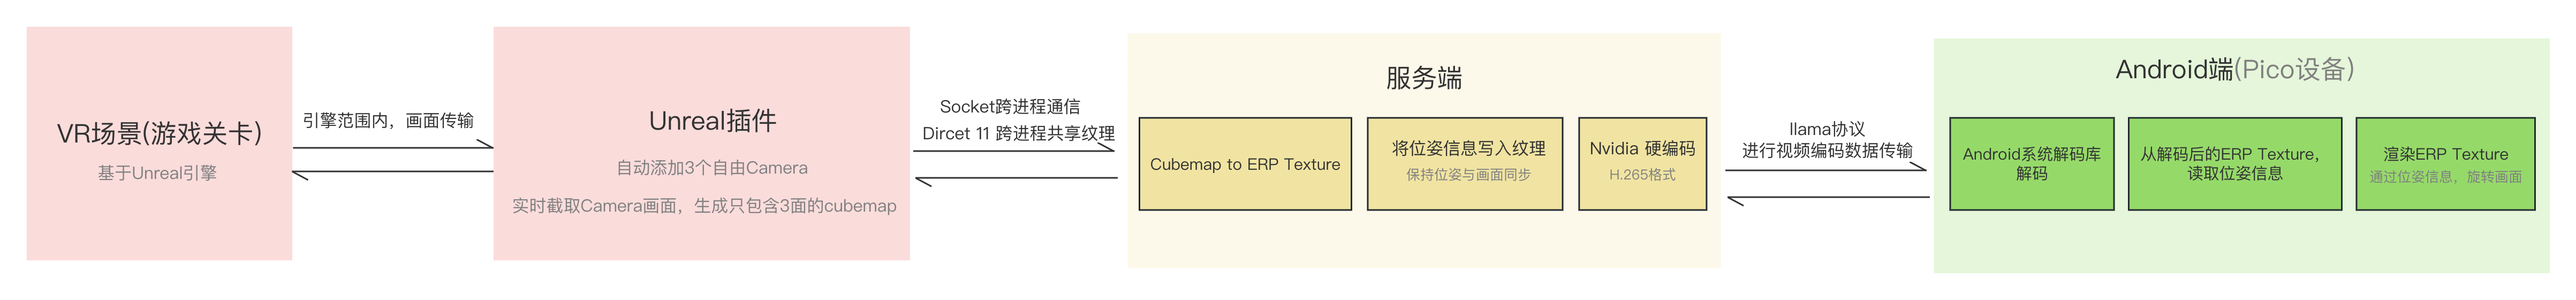 VR场景(游戏关卡)
基于Unreal引擎
引擎范围内，画面传输
Unreal插件
自动添加3个自由Camera
实时截取Camera画面，生成只包含3面的cubemap
Socket跨进程通信
Dircet 11 跨进程共享纹理
服务端
Cubemap to ERP Texture
将位姿信息写入纹理
保持位姿与画面同步
Nvidia 硬编码
H.265格式
llama协议
进行视频编码数据传输
Android端(Pico设备)
Android系统解码库
解码
从解码后的ERP Texture，
读取位姿信息
渲染ERP Texture
通过位姿信息，旋转画面